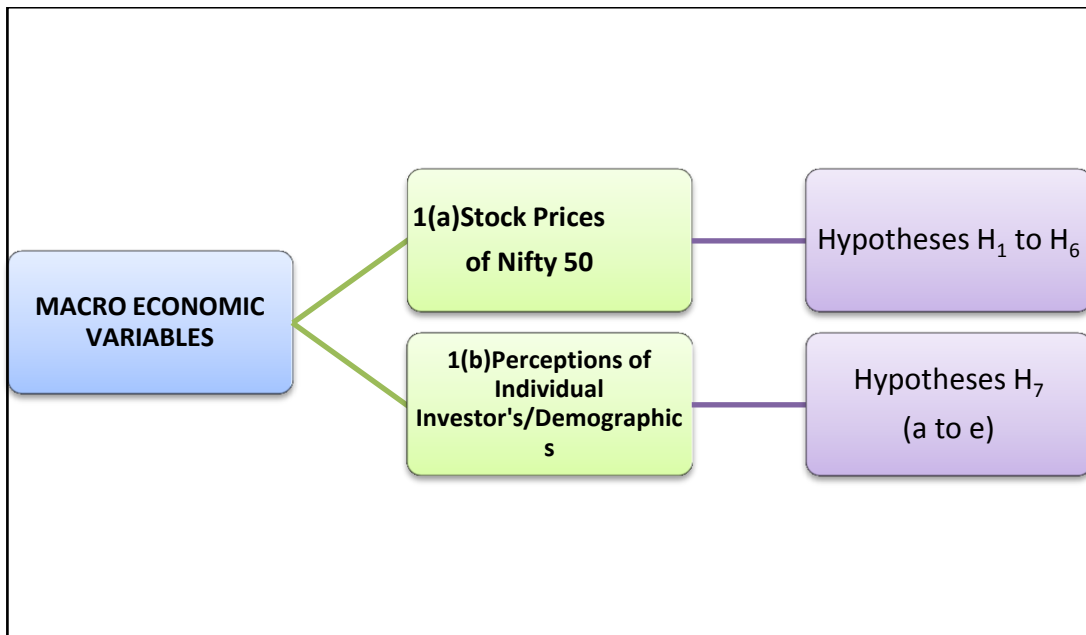 MACRO ECONOMIC
VARIABLES
1(a)Stock Prices
of Nifty 50
Hypotheses H₁ to H₆
1(b)Perceptions of
Individual
Investor's/Demographic
s
Hypotheses H₇
(a to e)